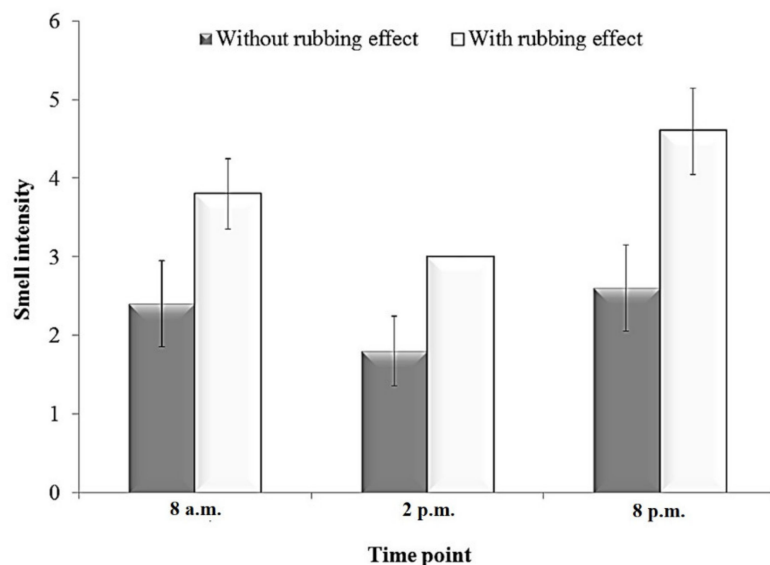 Without rubbing effect With rubbing effect
Smell intensity
6
5
4
3
2
1
0
8 a.m. 2 p.m. 8 p.m.
Time point